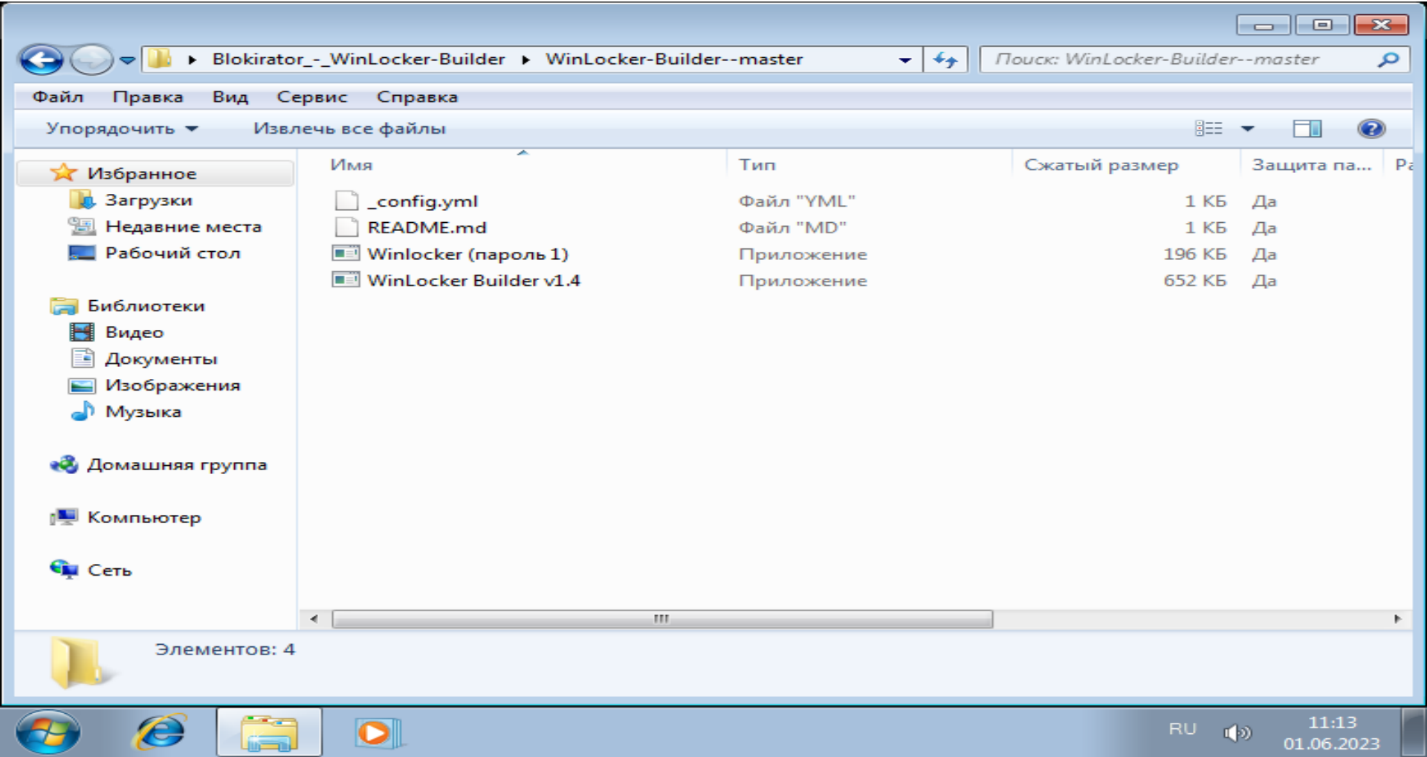 Blokirator_-_WinLocker-Builder WinLocker-Builder--master Поиск: WinLocker-Builder--master
Файл Правка Вид Сервис Справка
Упорядочить Извлечь все файлы
Имя Тип Сжатый размер Защита па...
Избранное
Загрузки
Недавние места
Рабочий стол
Библиотеки
Видео
Документы
Изображения
Музыка
Домашняя группа
Компьютер
Сеть
_config.yml Файл "YML" 1 КБ Да
README.md Файл "MD" 1 КБ Да
Winlocker (пароль 1) Приложение 196 КБ Да
WinLocker Builder v1.4 Приложение 652 КБ Да
Элементов: 4
RU 11:13
01.06.2023